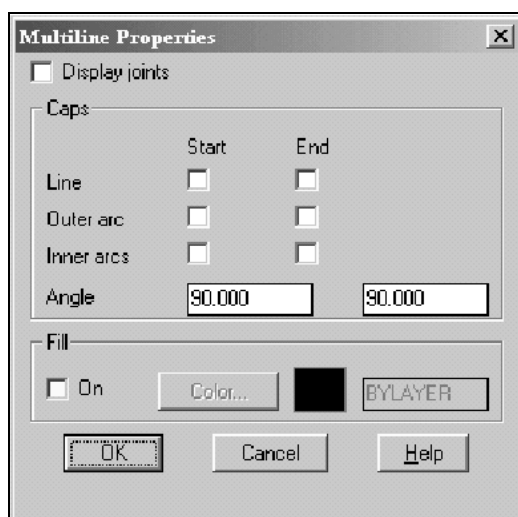 Multiline Properties
Display joints
Caps
Start End
Line
Outer arc
Inner arcs
Angle 90.000 90.000
Fill
On Color... BYLAYER
OK Cancel Help